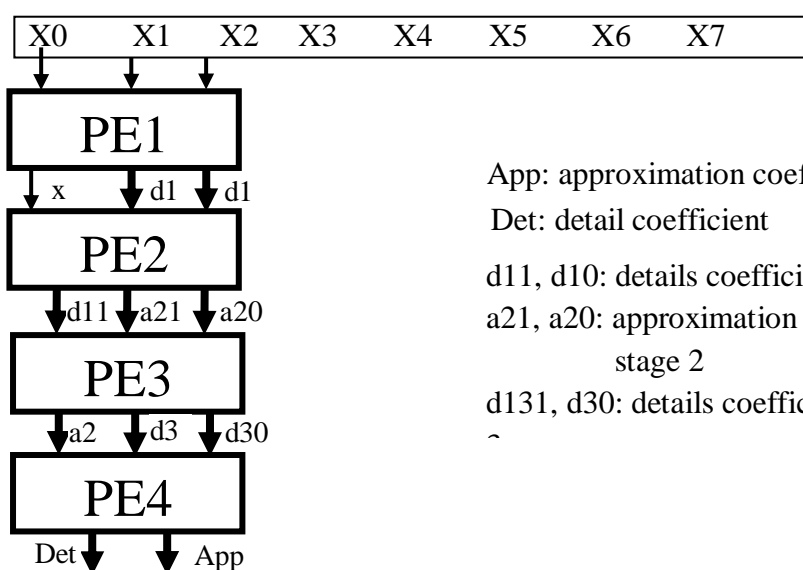 X0 X1 X2 X3 X4 X5 X6 X7
PE1
x d1 d1
PE2
d11 a21 a20
PE3
a2 d3 d30
PE4
Det App
App: approximation coef
Det: detail coefficient
d11, d10: details coeffici
a21, a20: approximation
stage 2
d131, d30: details coeffic